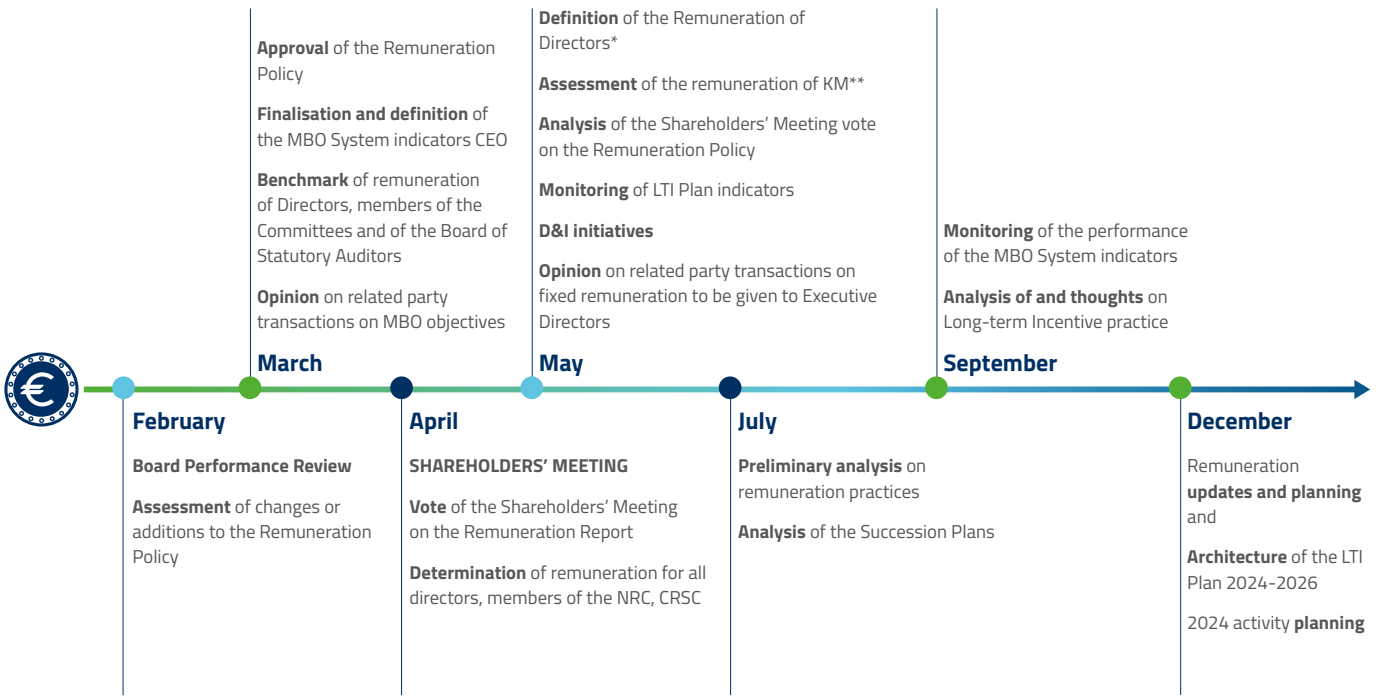 Approval of the Remuneration
Policy
Finalisation and definition of
the MBO System indicators CEO
Benchmark of remuneration
of Directors, members of the
Committees and of the Board of
Statutory Auditors
Opinion on related party
transactions on MBO objectives
March
Definition of the Remuneration of
Directors*
Assessment of the remuneration of KM**
Analysis of the Shareholders' Meeting vote
on the Remuneration Policy
Monitoring of LTI Plan indicators
D&I initiatives
Opinion on related party transactions on
fixed remuneration to be given to Executive
Directors
May
Monitoring of the performance
of the MBO System indicators
Analysis of and thoughts on
Long-term Incentive practice
September
€
February
Board Performance Review
Assessment of changes or
additions to the Remuneration
Policy
April
SHAREHOLDERS' MEETING
Vote of the Shareholders' Meeting
on the Remuneration Report
Determination of remuneration for all
directors, members of the NRC, CRSC
July
Preliminary analysis on
remuneration practices
Analysis of the Succession Plans
December
Remuneration
updates and planning
and
Architecture of the LTI
Plan 2024-2026
2024 activity planning